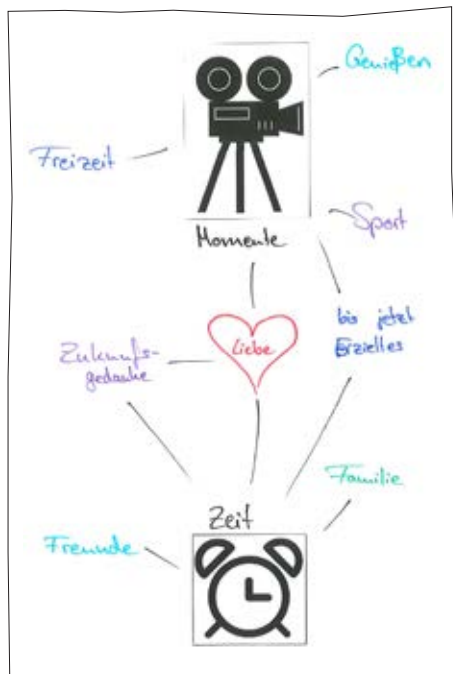 Genießen
Freizeit
Sport
Momente
bis jetzt
Erzieltes
Liebe
Zukunfts-
gedanke
Familie
Zeit
Freunde